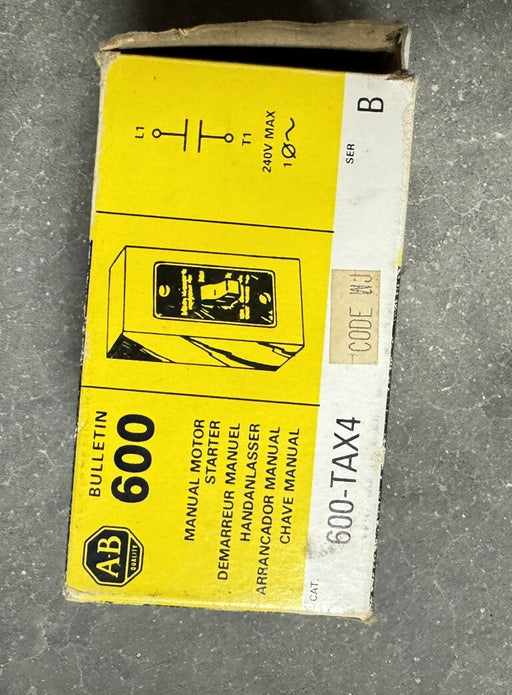 A-B
QUALITY
BULLETIN
600
MANUAL MOTOR
STARTER
DEMARREUR MANUEL
HANDANLASSER
ARRANCADOR MANUAL
CHAVE MANUAL
L1
T1
240V MAX
1Ø~
CAT.
600-TAX4
CODE WJ
SER
B